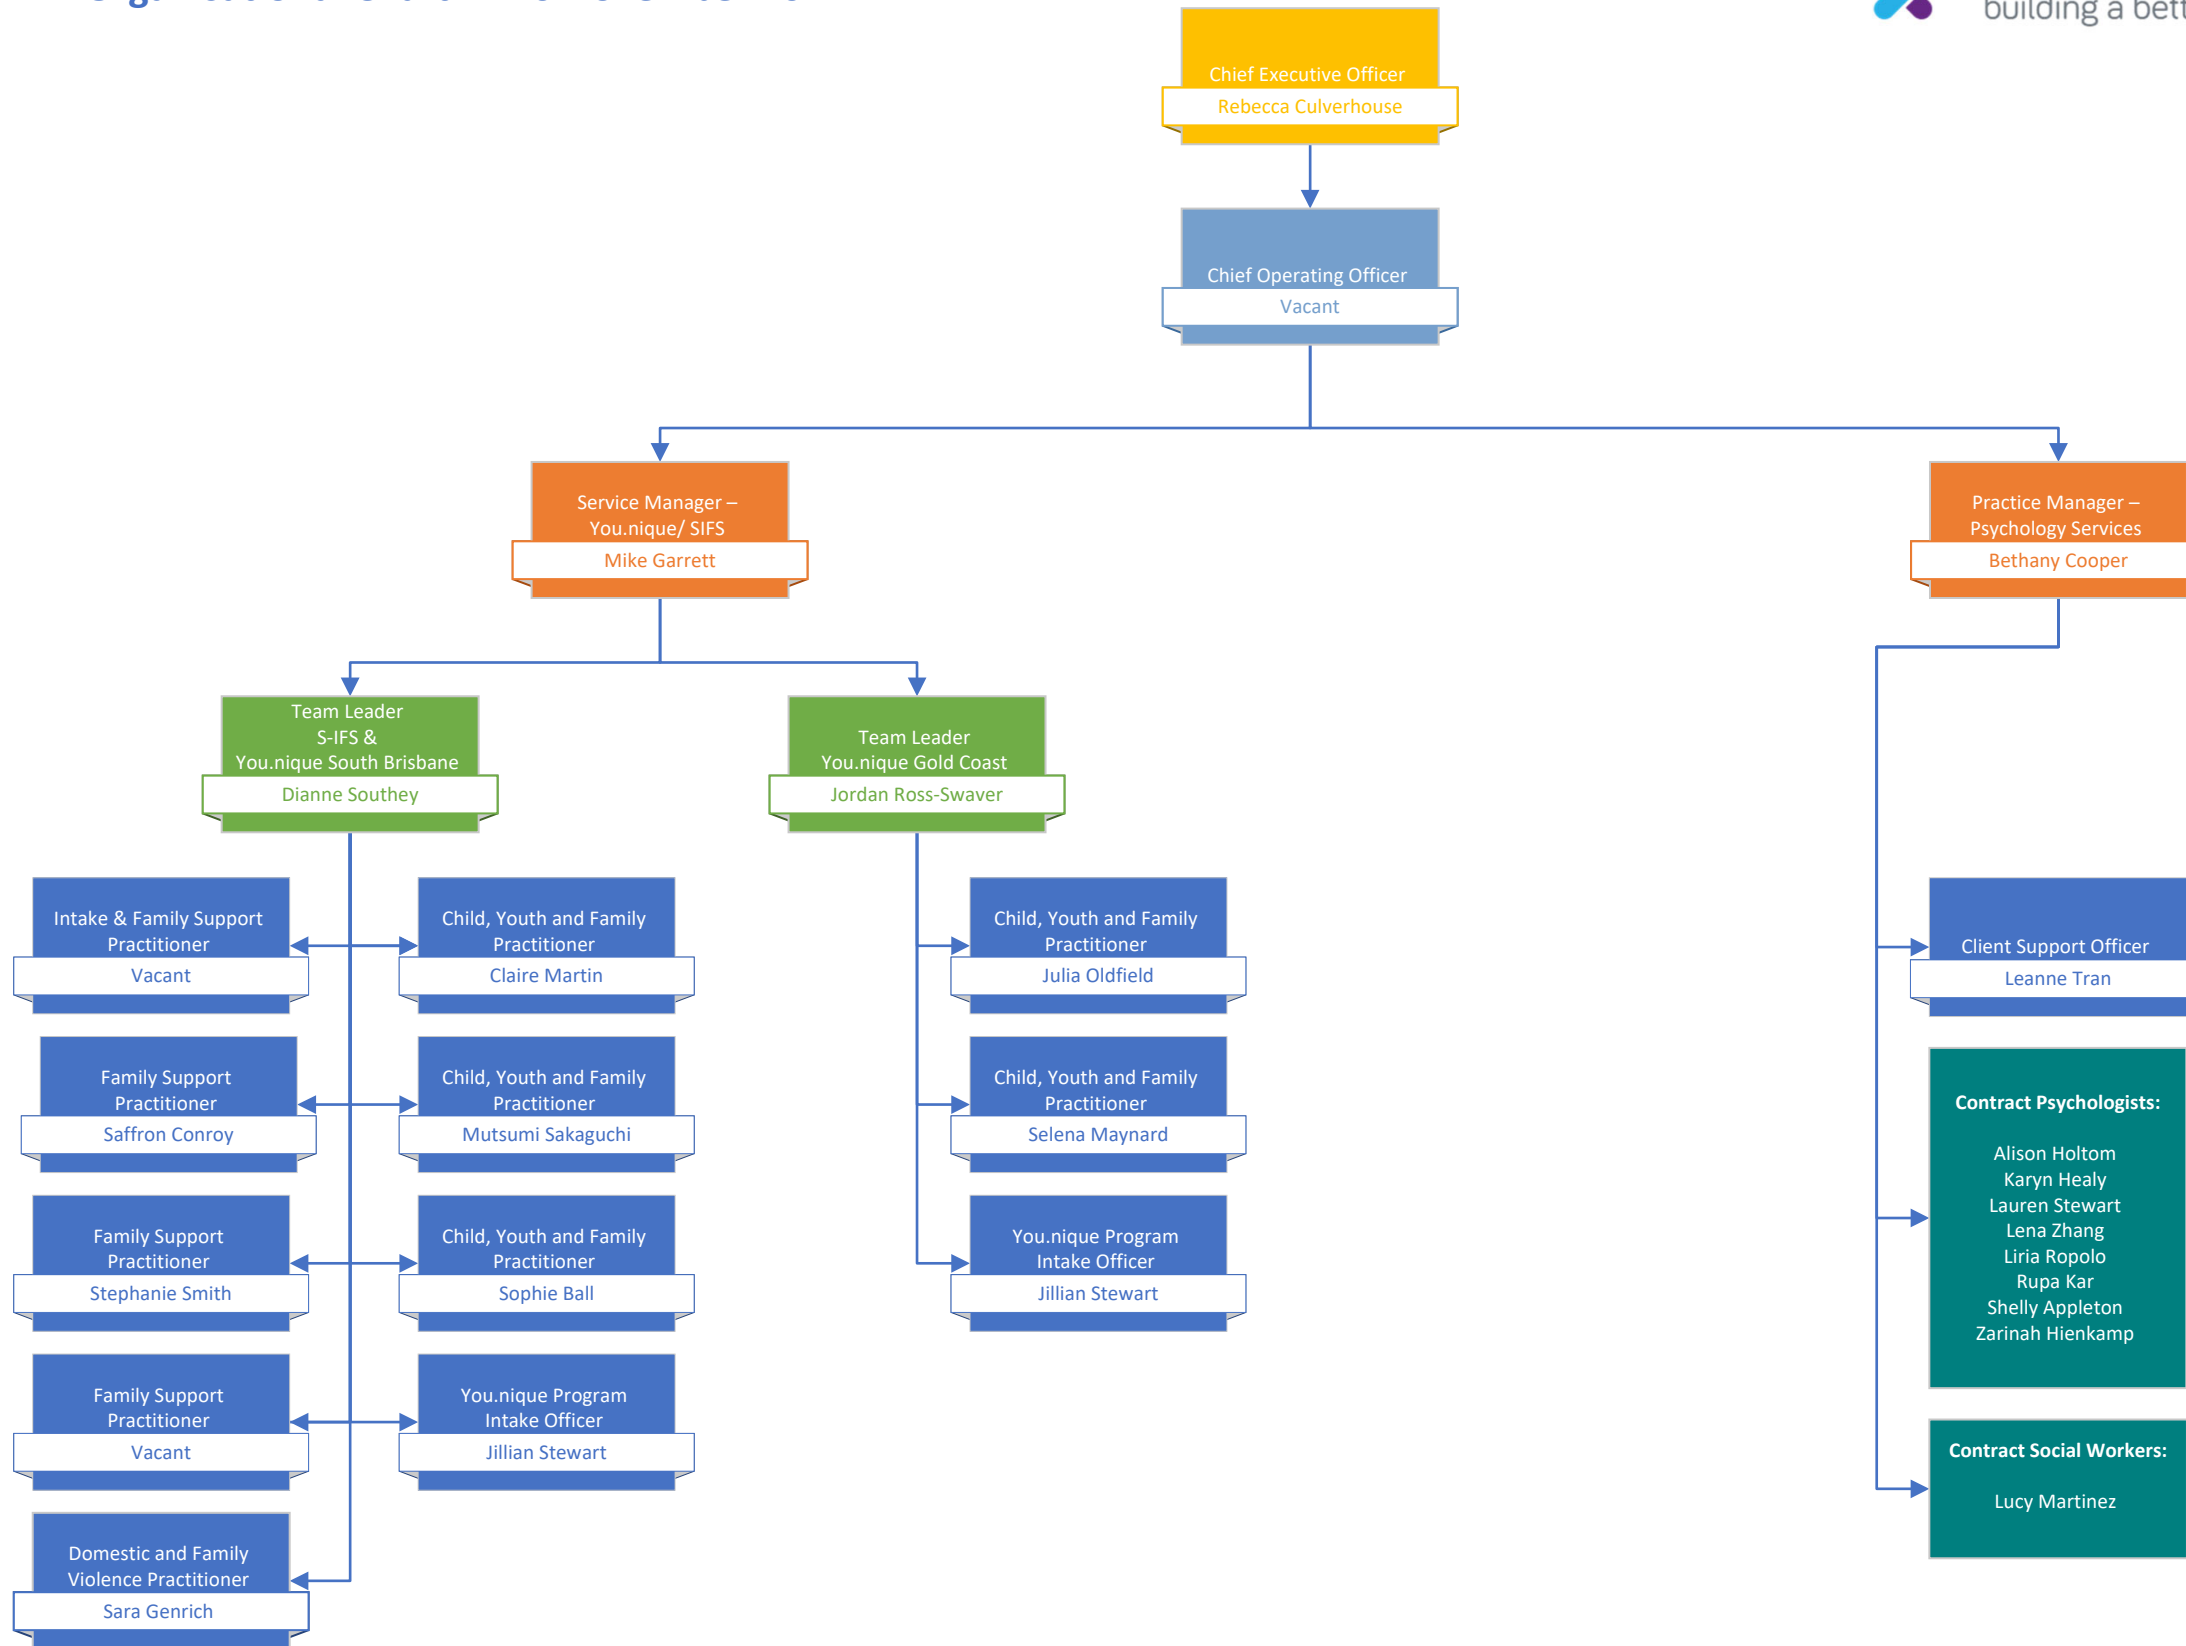 building a bett
Chief Executive Officer
Rebecca Culverhouse
Chief Operating Officer
Vacant
Service Manager –
You.nique/ SIFS
Mike Garrett
Practice Manager –
Psychology Services
Bethany Cooper
Team Leader
S-IFS &
You.nique South Brisbane
Dianne Southey
Team Leader
You.nique Gold Coast
Jordan Ross-Swaver
Intake & Family Support
Practitioner
Vacant
Child, Youth and Family
Practitioner
Claire Martin
Child, Youth and Family
Practitioner
Julia Oldfield
Client Support Officer
Leanne Tran
Family Support
Practitioner
Saffron Conroy
Child, Youth and Family
Practitioner
Mutsumi Sakaguchi
Child, Youth and Family
Practitioner
Selena Maynard
Contract Psychologists:
Alison Holtom
Karyn Healy
Lauren Stewart
Lena Zhang
Liria Ropolo
Rupa Kar
Shelly Appleton
Zarinah Hienkamp
Family Support
Practitioner
Stephanie Smith
Child, Youth and Family
Practitioner
Sophie Ball
You.nique Program
Intake Officer
Jillian Stewart
Family Support
Practitioner
Vacant
You.nique Program
Intake Officer
Jillian Stewart
Contract Social Workers:
Lucy Martinez
Domestic and Family
Violence Practitioner
Sara Genrich